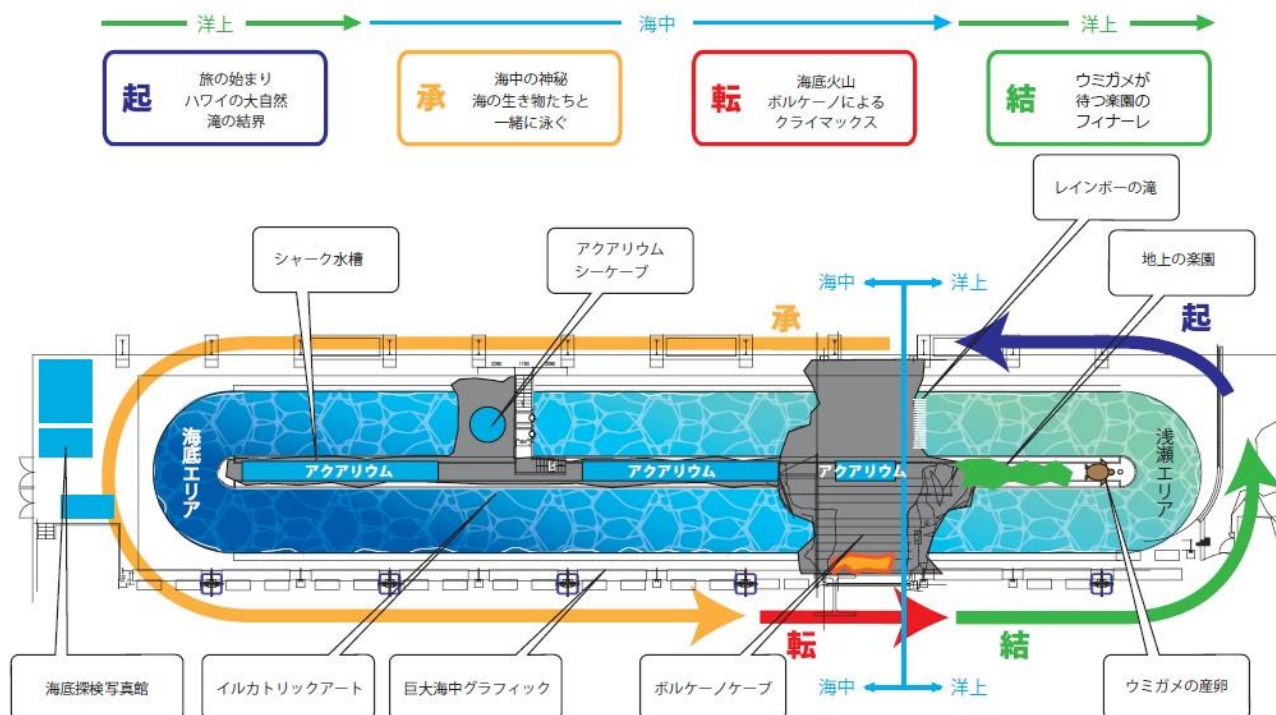 洋上
海中
洋上
起
旅の始まり
ハワイの大自然
滝の結界
承
海中の神秘
海の生き物たちと
一緒に泳ぐ
転
海底火山
ボルケーノによる
クライマックス
結
ウミガメが
待つ楽園の
フィナーレ
レインボーの滝
シャーク水槽
アクアリウム
シーケーブ
地上の楽園
海中
洋上
承
起
海底エリア
アクアリウム
アクアリウム
アクアリウム
浅瀬エリア
転
結
海底探検写真館
イルカトリックアート
巨大海中グラフィック
ボルケーノケーブ
海中
洋上
ウミガメの産卵